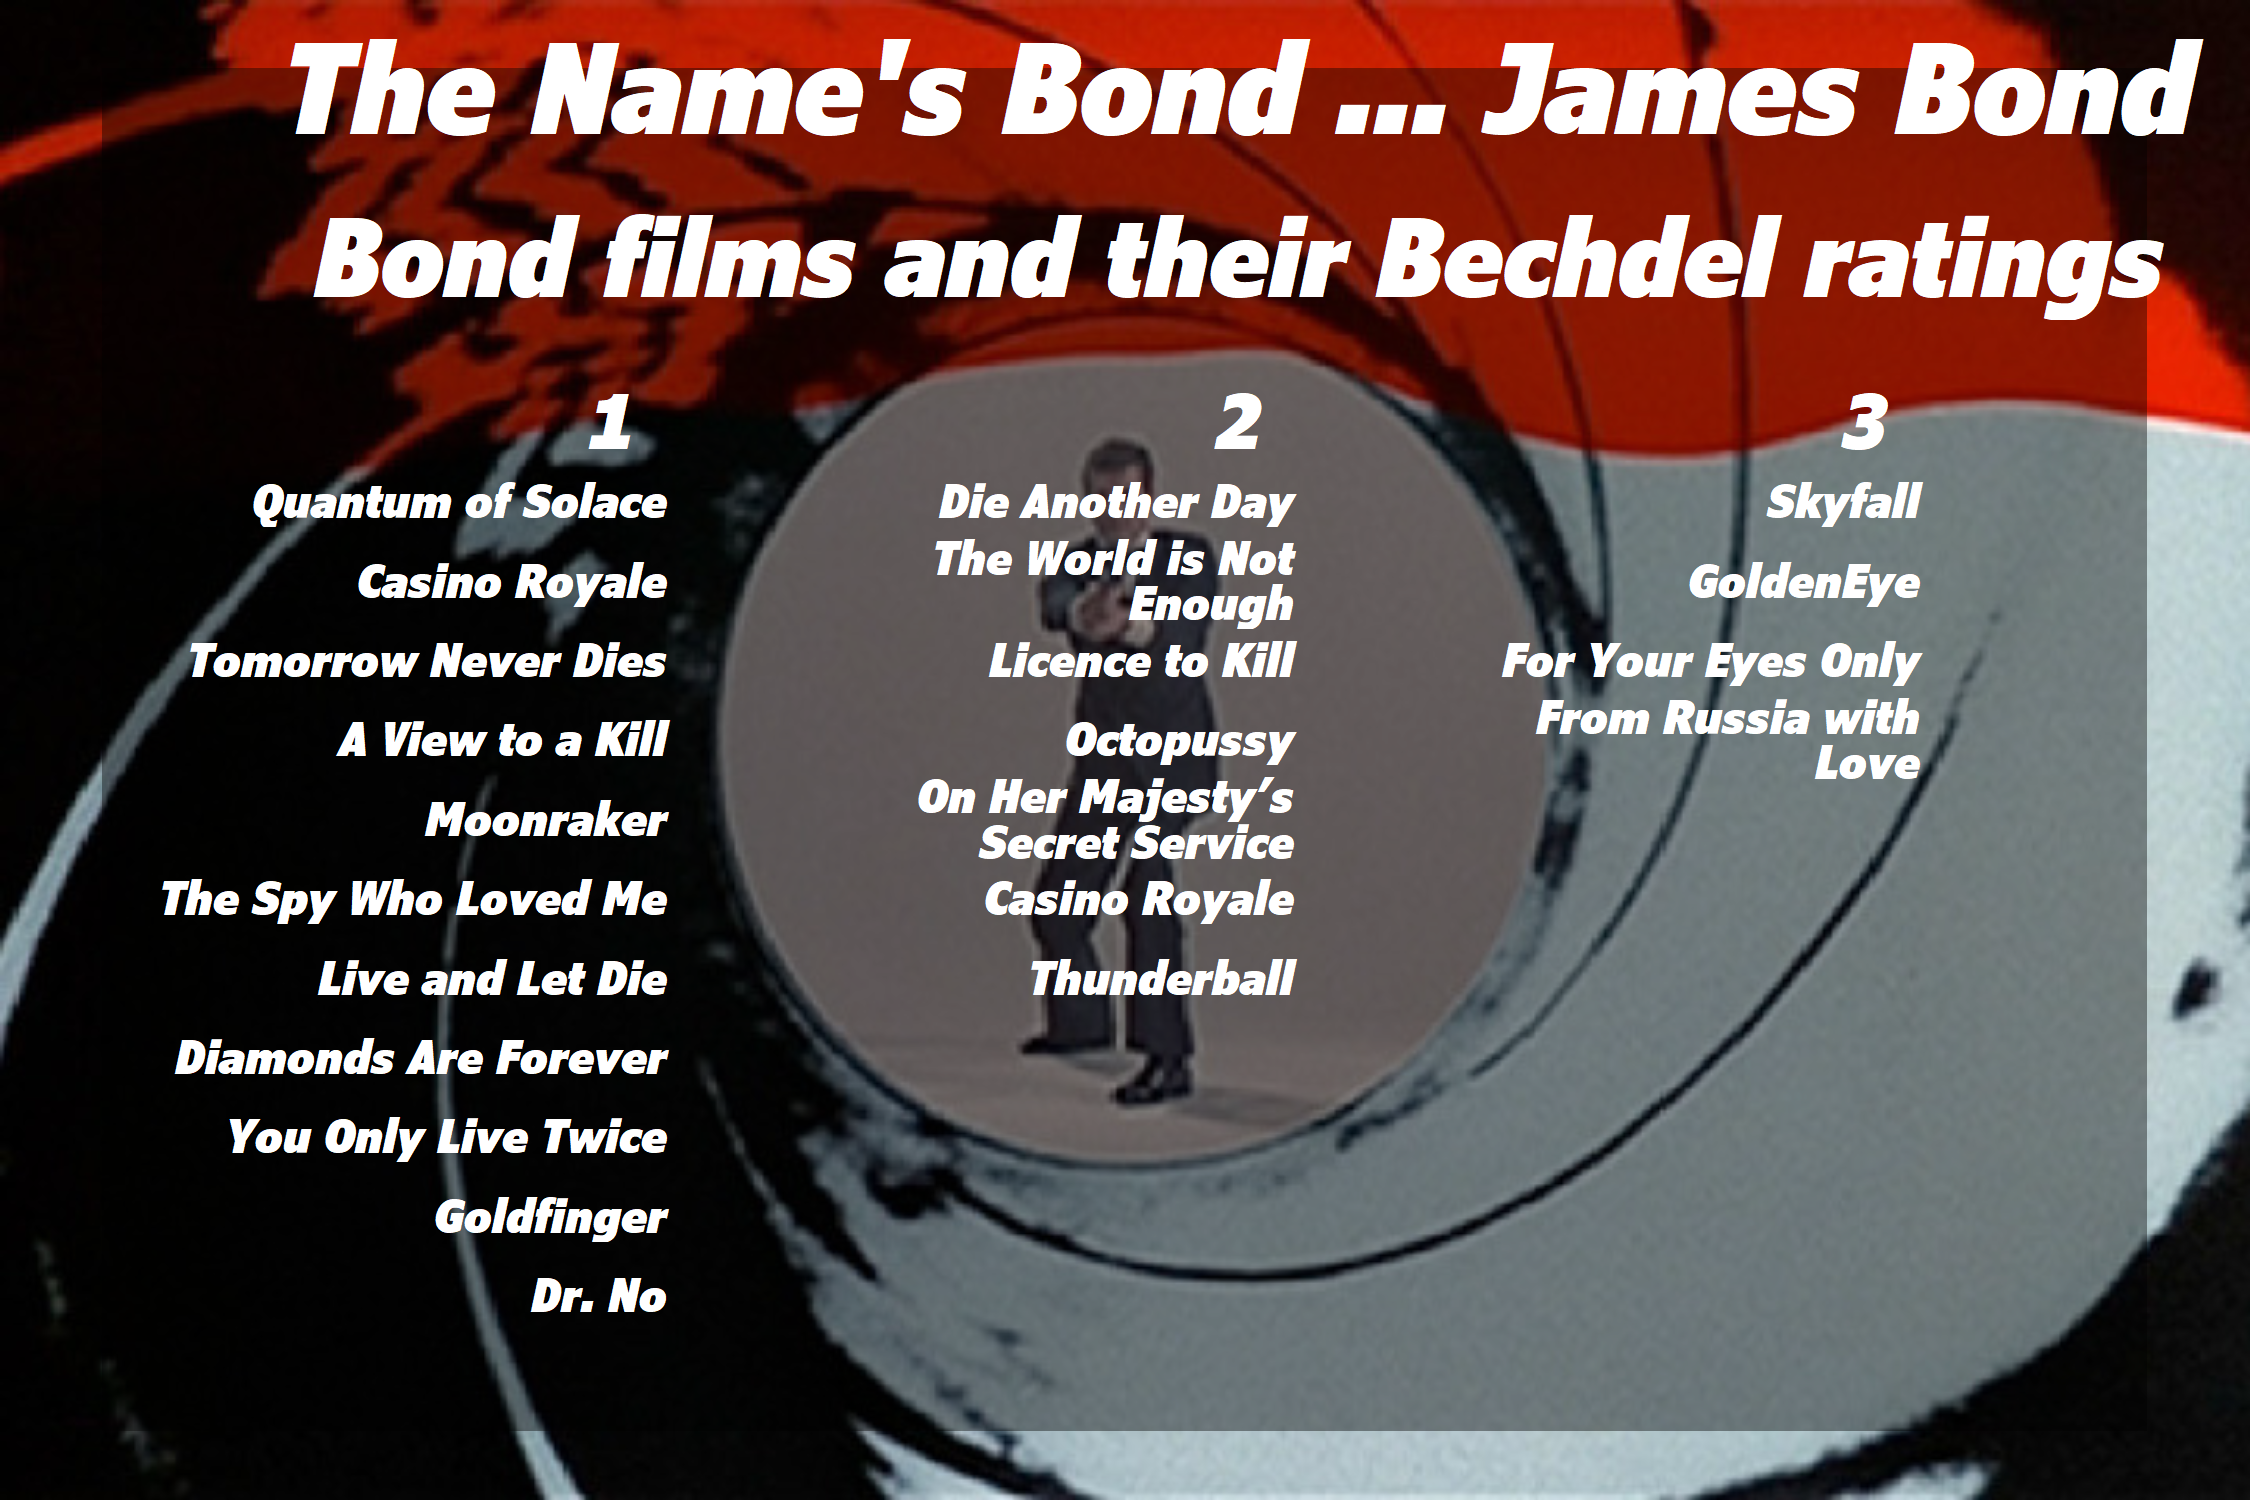 The Name's Bond ... James Bond
Bond films and their Bechdel ratings
1
Quantum of Solace
Casino Royale
Tomorrow Never Dies
A View to a Kill
Moonraker
The Spy Who Loved Me
Live and Let Die
Diamonds Are Forever
You Only Live Twice
Goldfinger
Dr. No
2
Die Another Day
The World is Not
Enough
Licence to Kill
Octopussy
On Her Majesty’s
Secret Service
Casino Royale
Thunderball
3
Skyfall
GoldenEye
For Your Eyes Only
From Russia with
Love